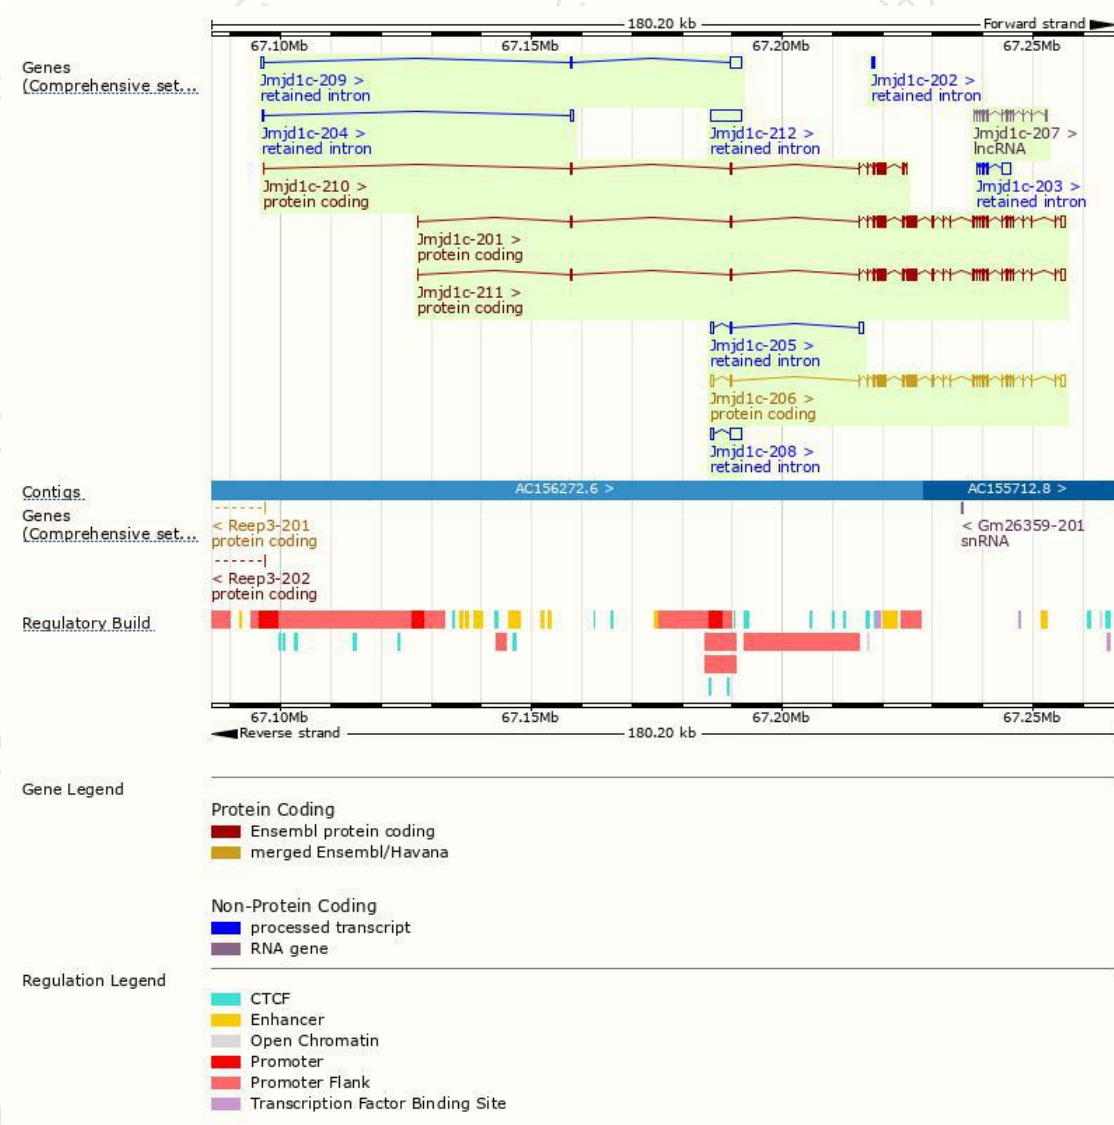 180.20 kb Forward strand
67.10Mb 67.15Mb 67.20Mb 67.25Mb
Genes
(Comprehensive set...
Jmjd1c-209 > Jmjd1c-202 >
retained intron retained intron
Jmjd1c-204 > Jmjd1c-212 > Jmjd1c-207 >
retained intron retained intron lncRNA
Jmjd1c-210 > Jmjd1c-203 >
protein coding retained intron
Jmjd1c-201 >
protein coding
Jmjd1c-211 >
protein coding
Jmjd1c-205 >
retained intron
Jmjd1c-206 >
protein coding
Jmjd1c-208 >
retained intron
Contigs AC156272.6 > AC155712.8 >
Genes
(Comprehensive set...
< Reep3-201 < Gm26359-201
protein coding snRNA
< Reep3-202
protein coding
Regulatory Build
67.10Mb 67.15Mb 67.20Mb 67.25Mb
Reverse strand 180.20 kb
Gene Legend
Protein Coding
Ensembl protein coding
merged Ensembl/Havana
Non-Protein Coding
processed transcript
RNA gene
Regulation Legend
CTCF
Enhancer
Open Chromatin
Promoter
Promoter Flank
Transcription Factor Binding Site